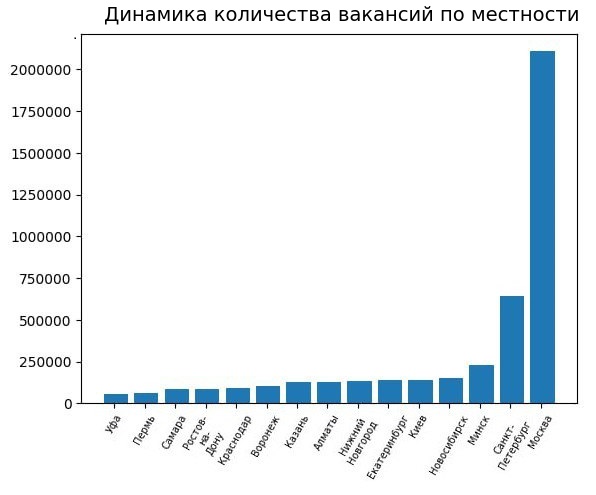 Динамика количества вакансий по местности
2000000
1750000
1500000
1250000
1000000
750000
500000
250000
0
Уфа
Пермь
Самара
Ростов-
на-
Дону
Краснодар
Воронеж
Казань
Алматы
Нижний
Новгород
Екатеринбург
Киев
Новосибирск
Минск
Санкт-
Петербург
Москва